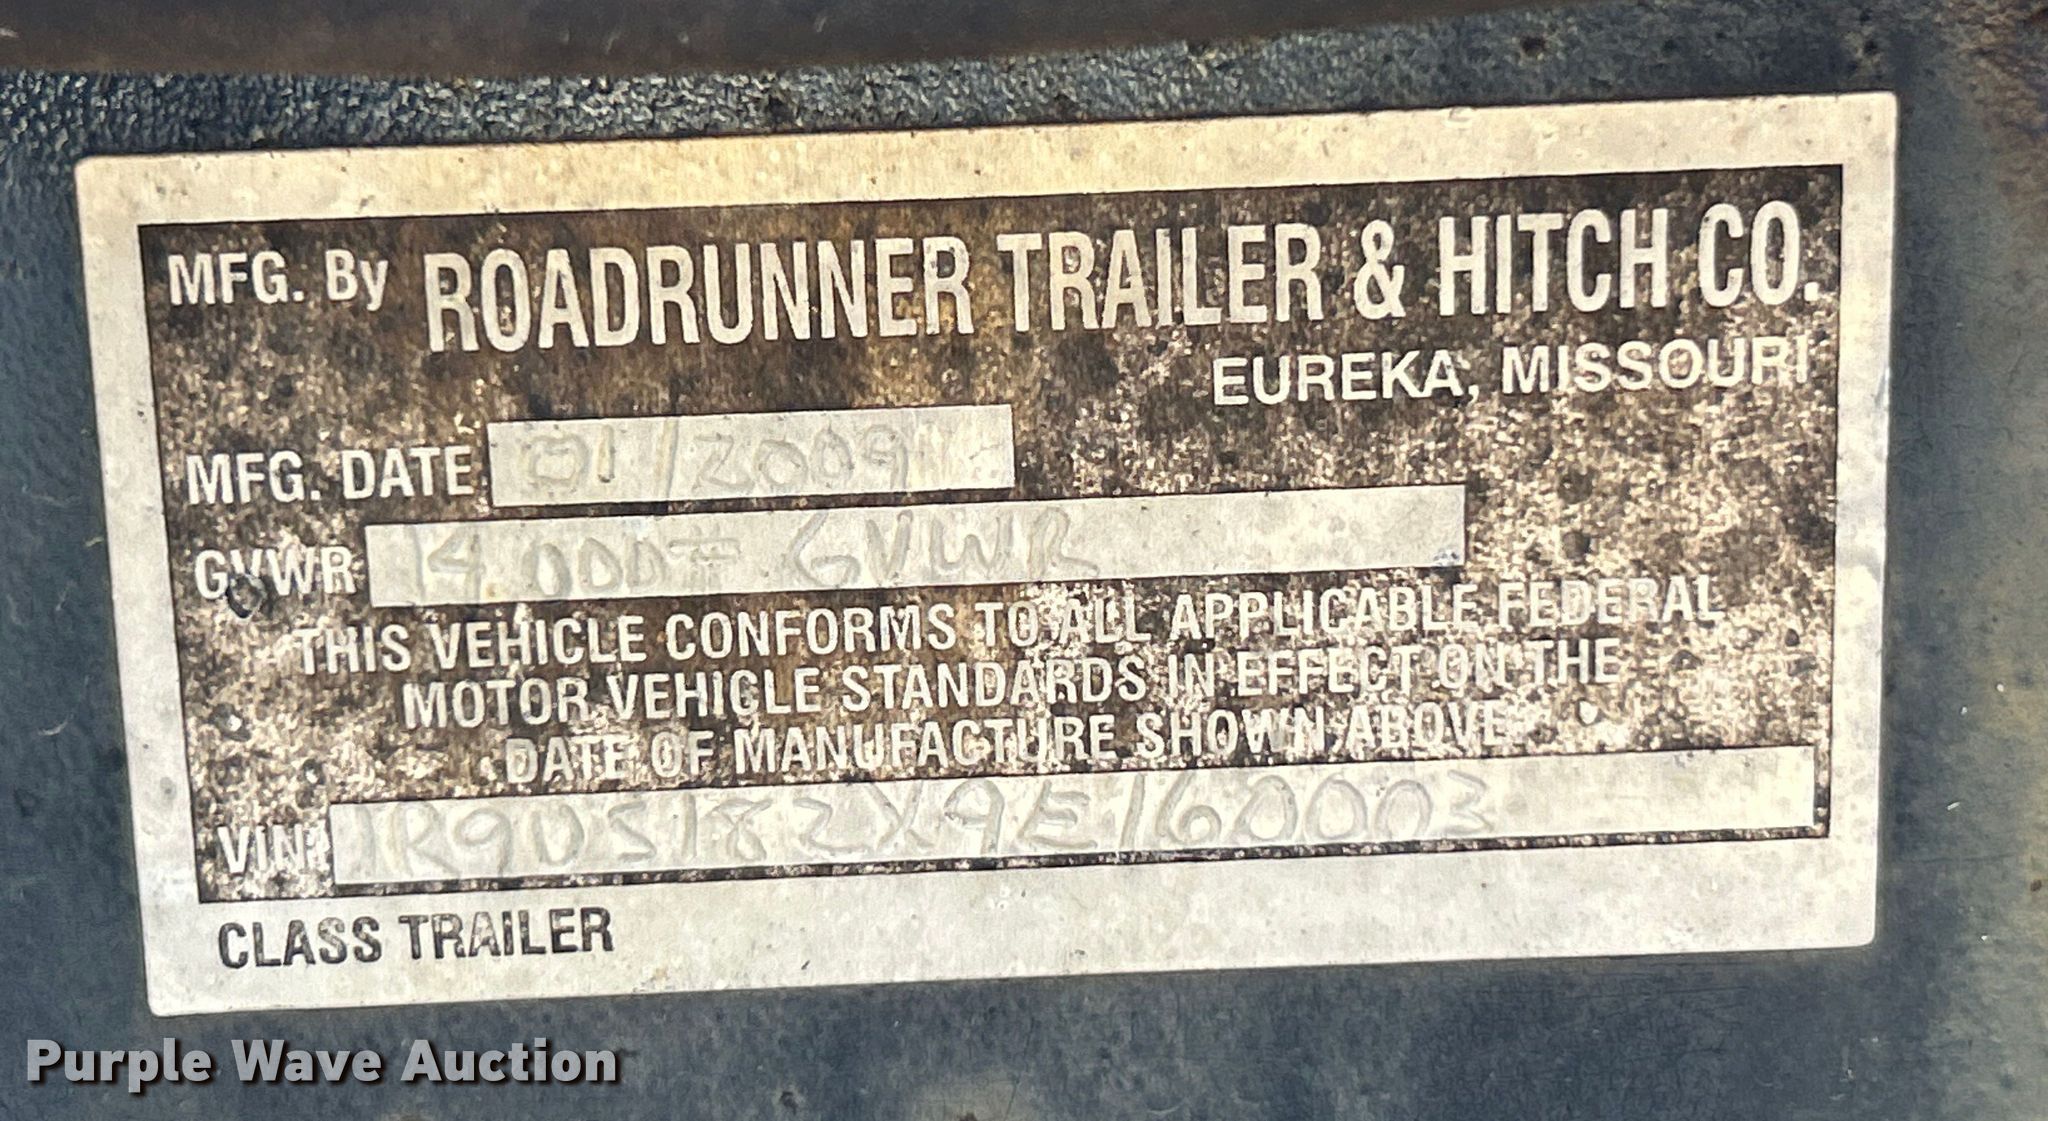 MFG. By ROADRUNNER TRAILER & HITCH CO.
EUREKA, MISSOURI
MFG. DATE 01/2009
GVWR 14,000# GVWR
THIS VEHICLE CONFORMS TO ALL APPLICABLE FEDERAL
MOTOR VEHICLE STANDARDS IN EFFECT ON THE
DATE OF MANUFACTURE SHOWN ABOVE
VIN 1R9US182X9E160003
CLASS TRAILER
Purple Wave Auction